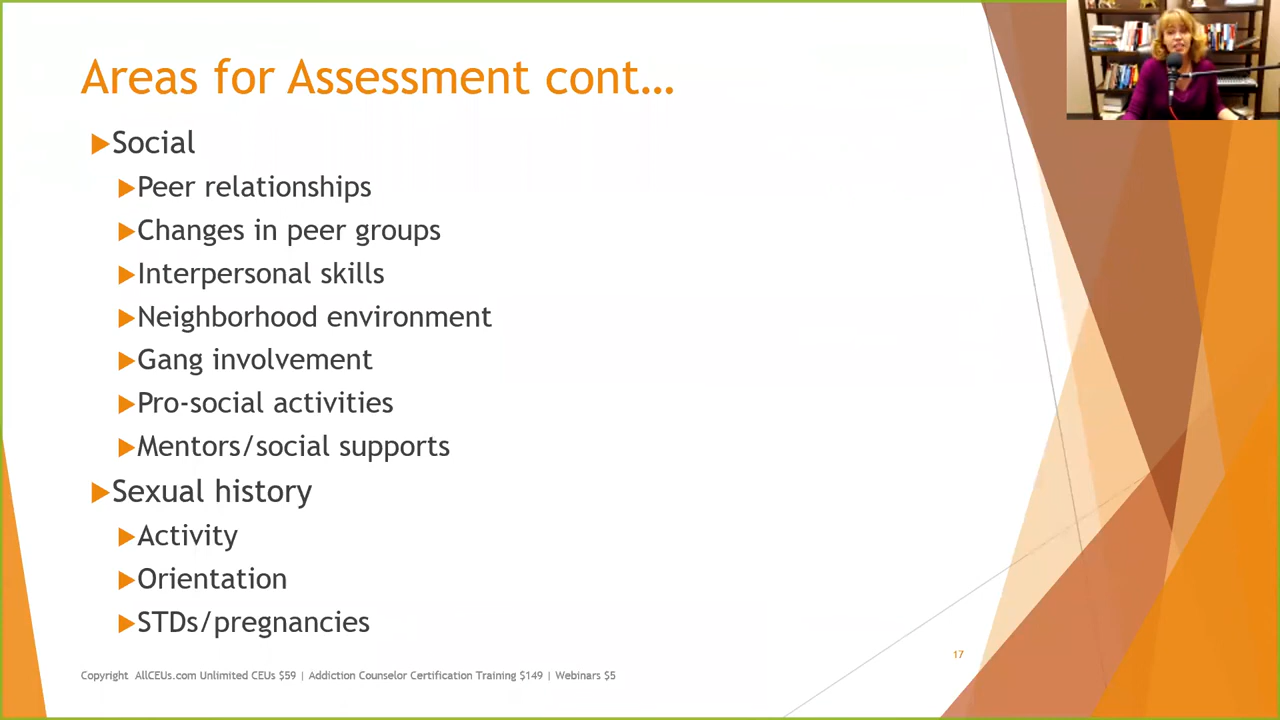 Areas for Assessment cont…
Social
Peer relationships
Changes in peer groups
Interpersonal skills
Neighborhood environment
Gang involvement
Pro-social activities
Mentors/social supports
Sexual history
Activity
Orientation
STDs/pregnancies
17
Copyright AllCEUs.com Unlimited CEUs $59 | Addiction Counselor Certification Training $149 | Webinars $5